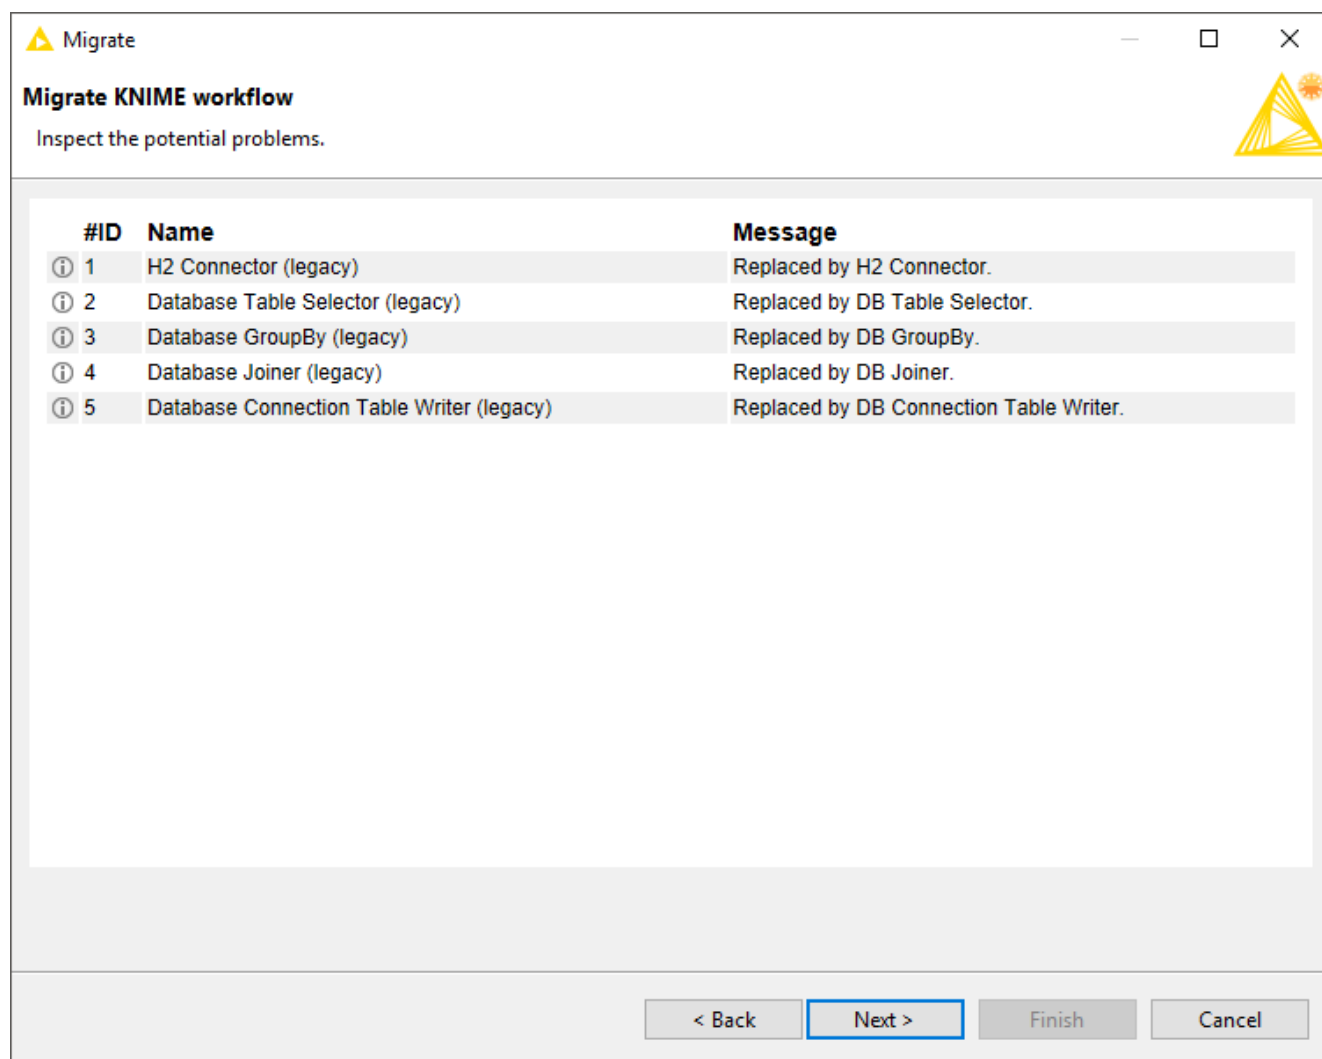 Migrate
Migrate KNIME workflow
Inspect the potential problems.
#ID Name Message
1 H2 Connector (legacy) Replaced by H2 Connector.
2 Database Table Selector (legacy) Replaced by DB Table Selector.
3 Database GroupBy (legacy) Replaced by DB GroupBy.
4 Database Joiner (legacy) Replaced by DB Joiner.
5 Database Connection Table Writer (legacy) Replaced by DB Connection Table Writer.
< Back Next > Finish Cancel